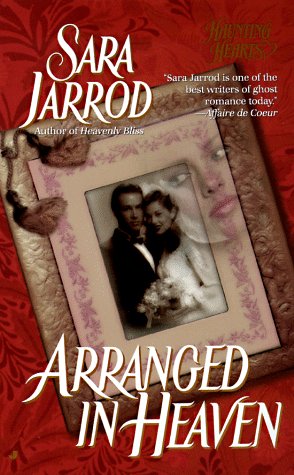 SARA
JARROD
Author of Heavenly Bliss
HAUNTING
HEARTS
"Sara Jarrod is one of the
best writers of ghost
romance today."
—Affaire de Coeur
ARRANGED
IN HEAVEN
J